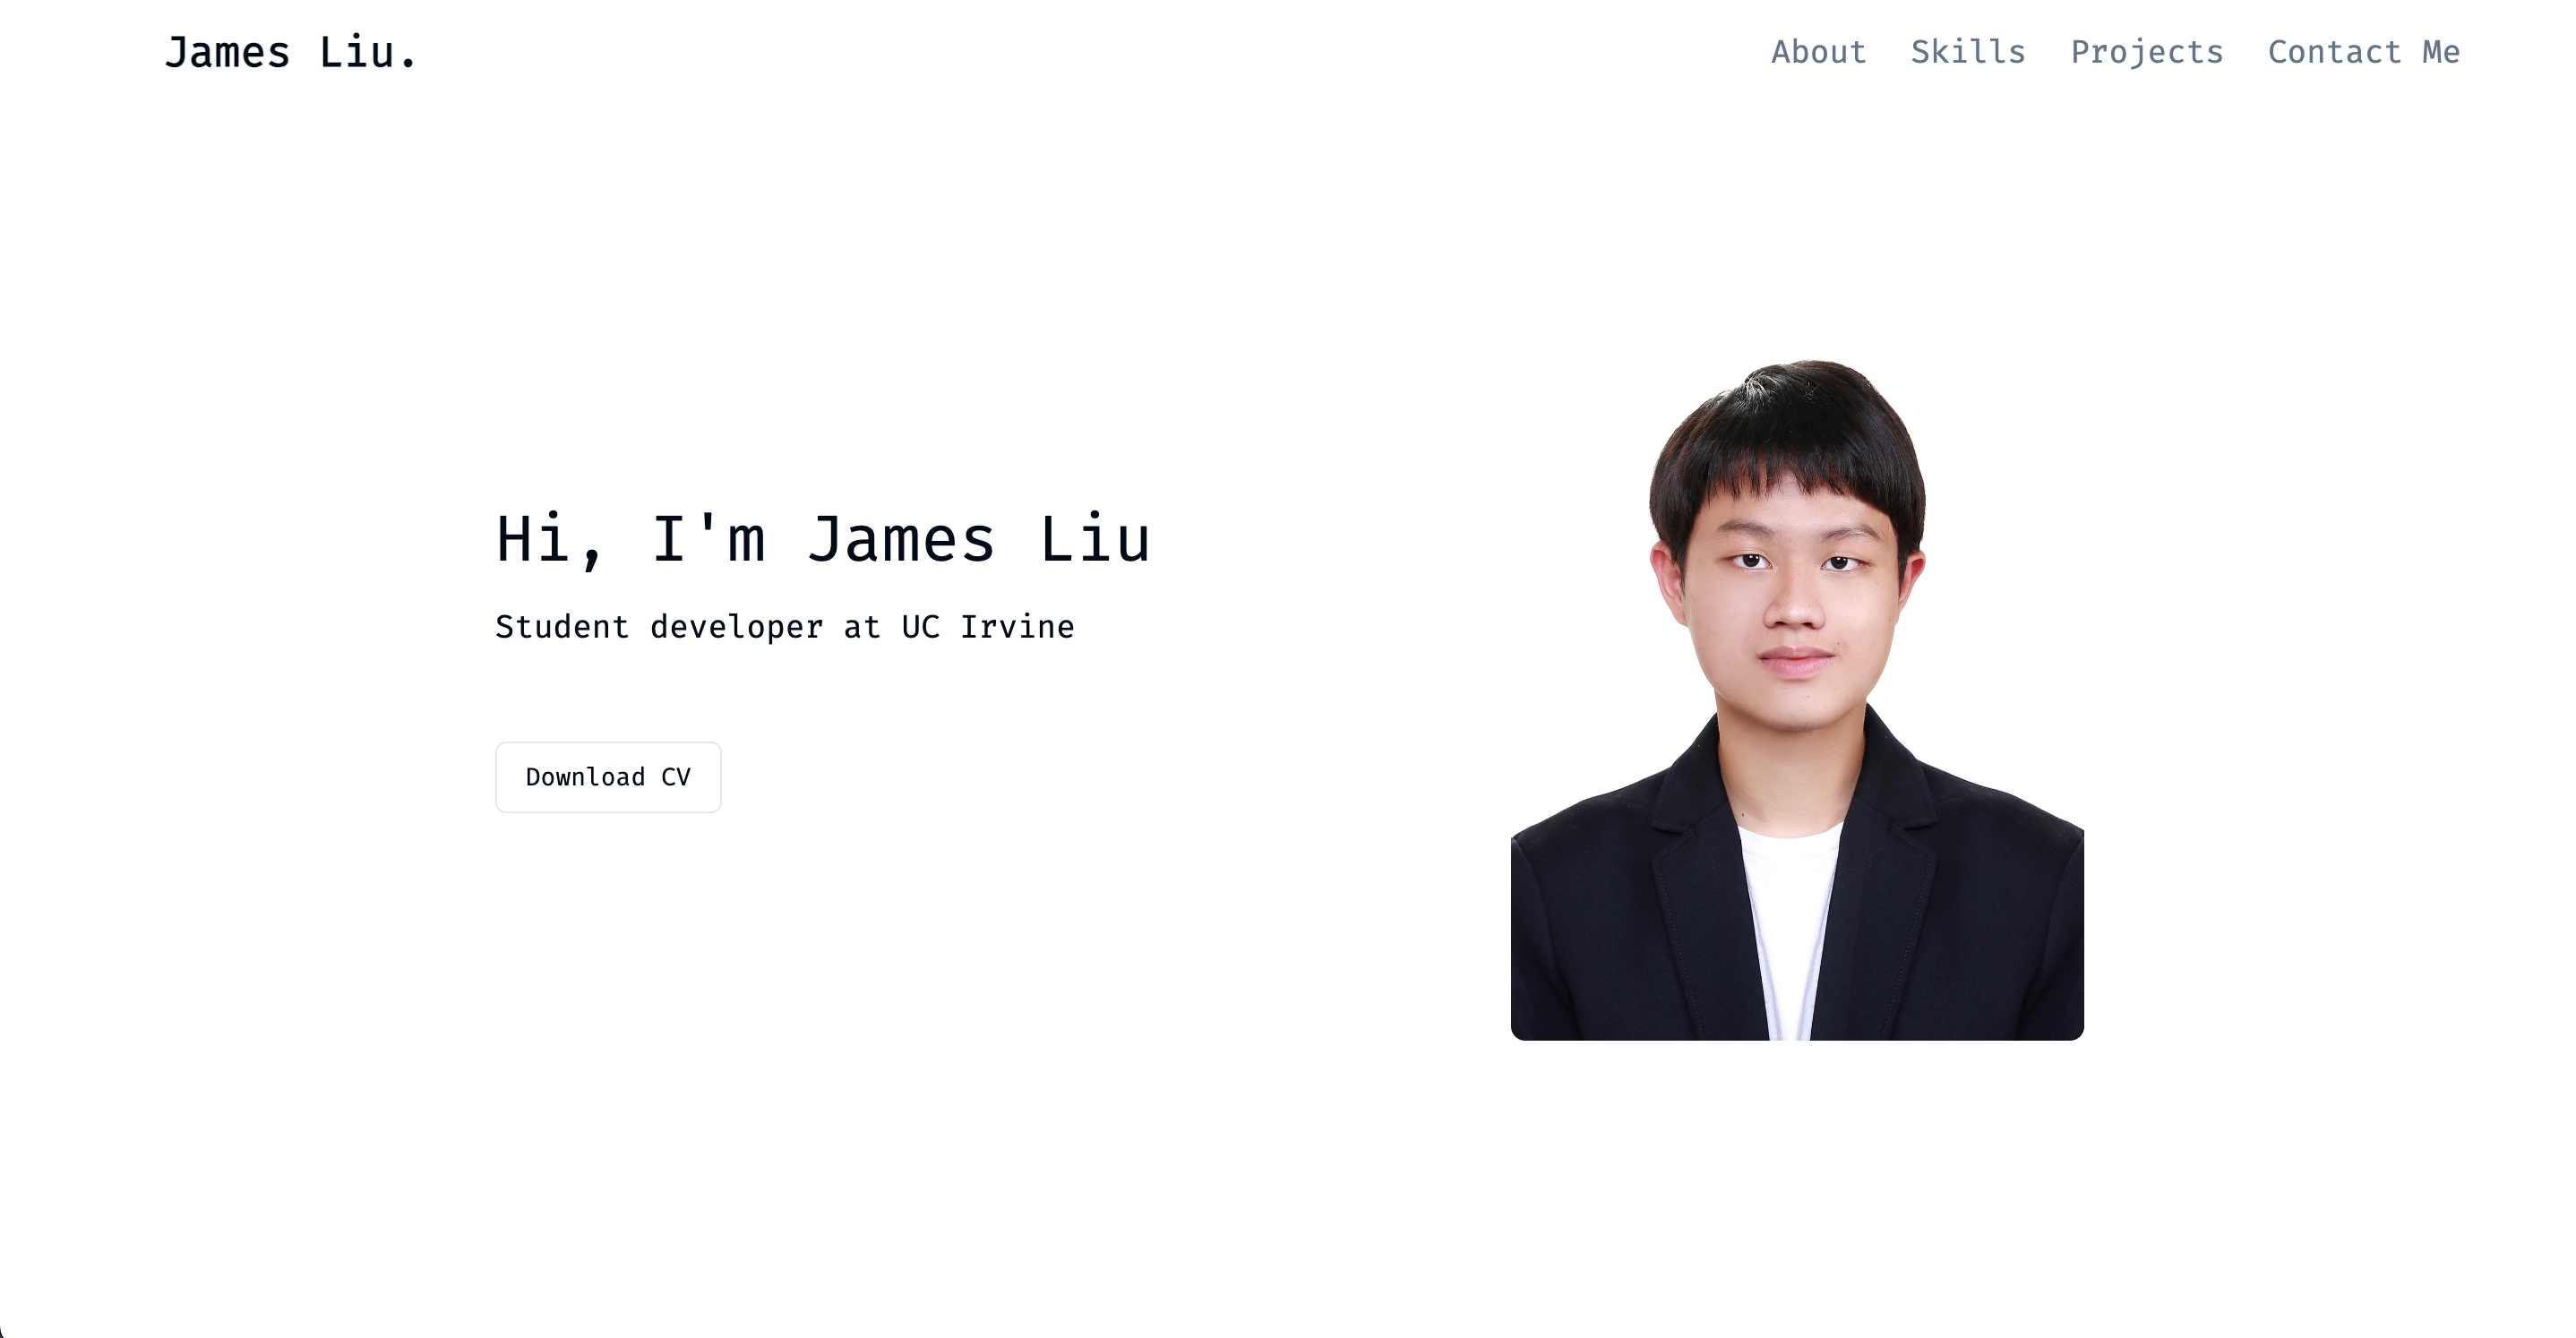 James Liu.
About Skills Projects Contact Me
Hi, I'm James Liu
Student developer at UC Irvine
Download CV